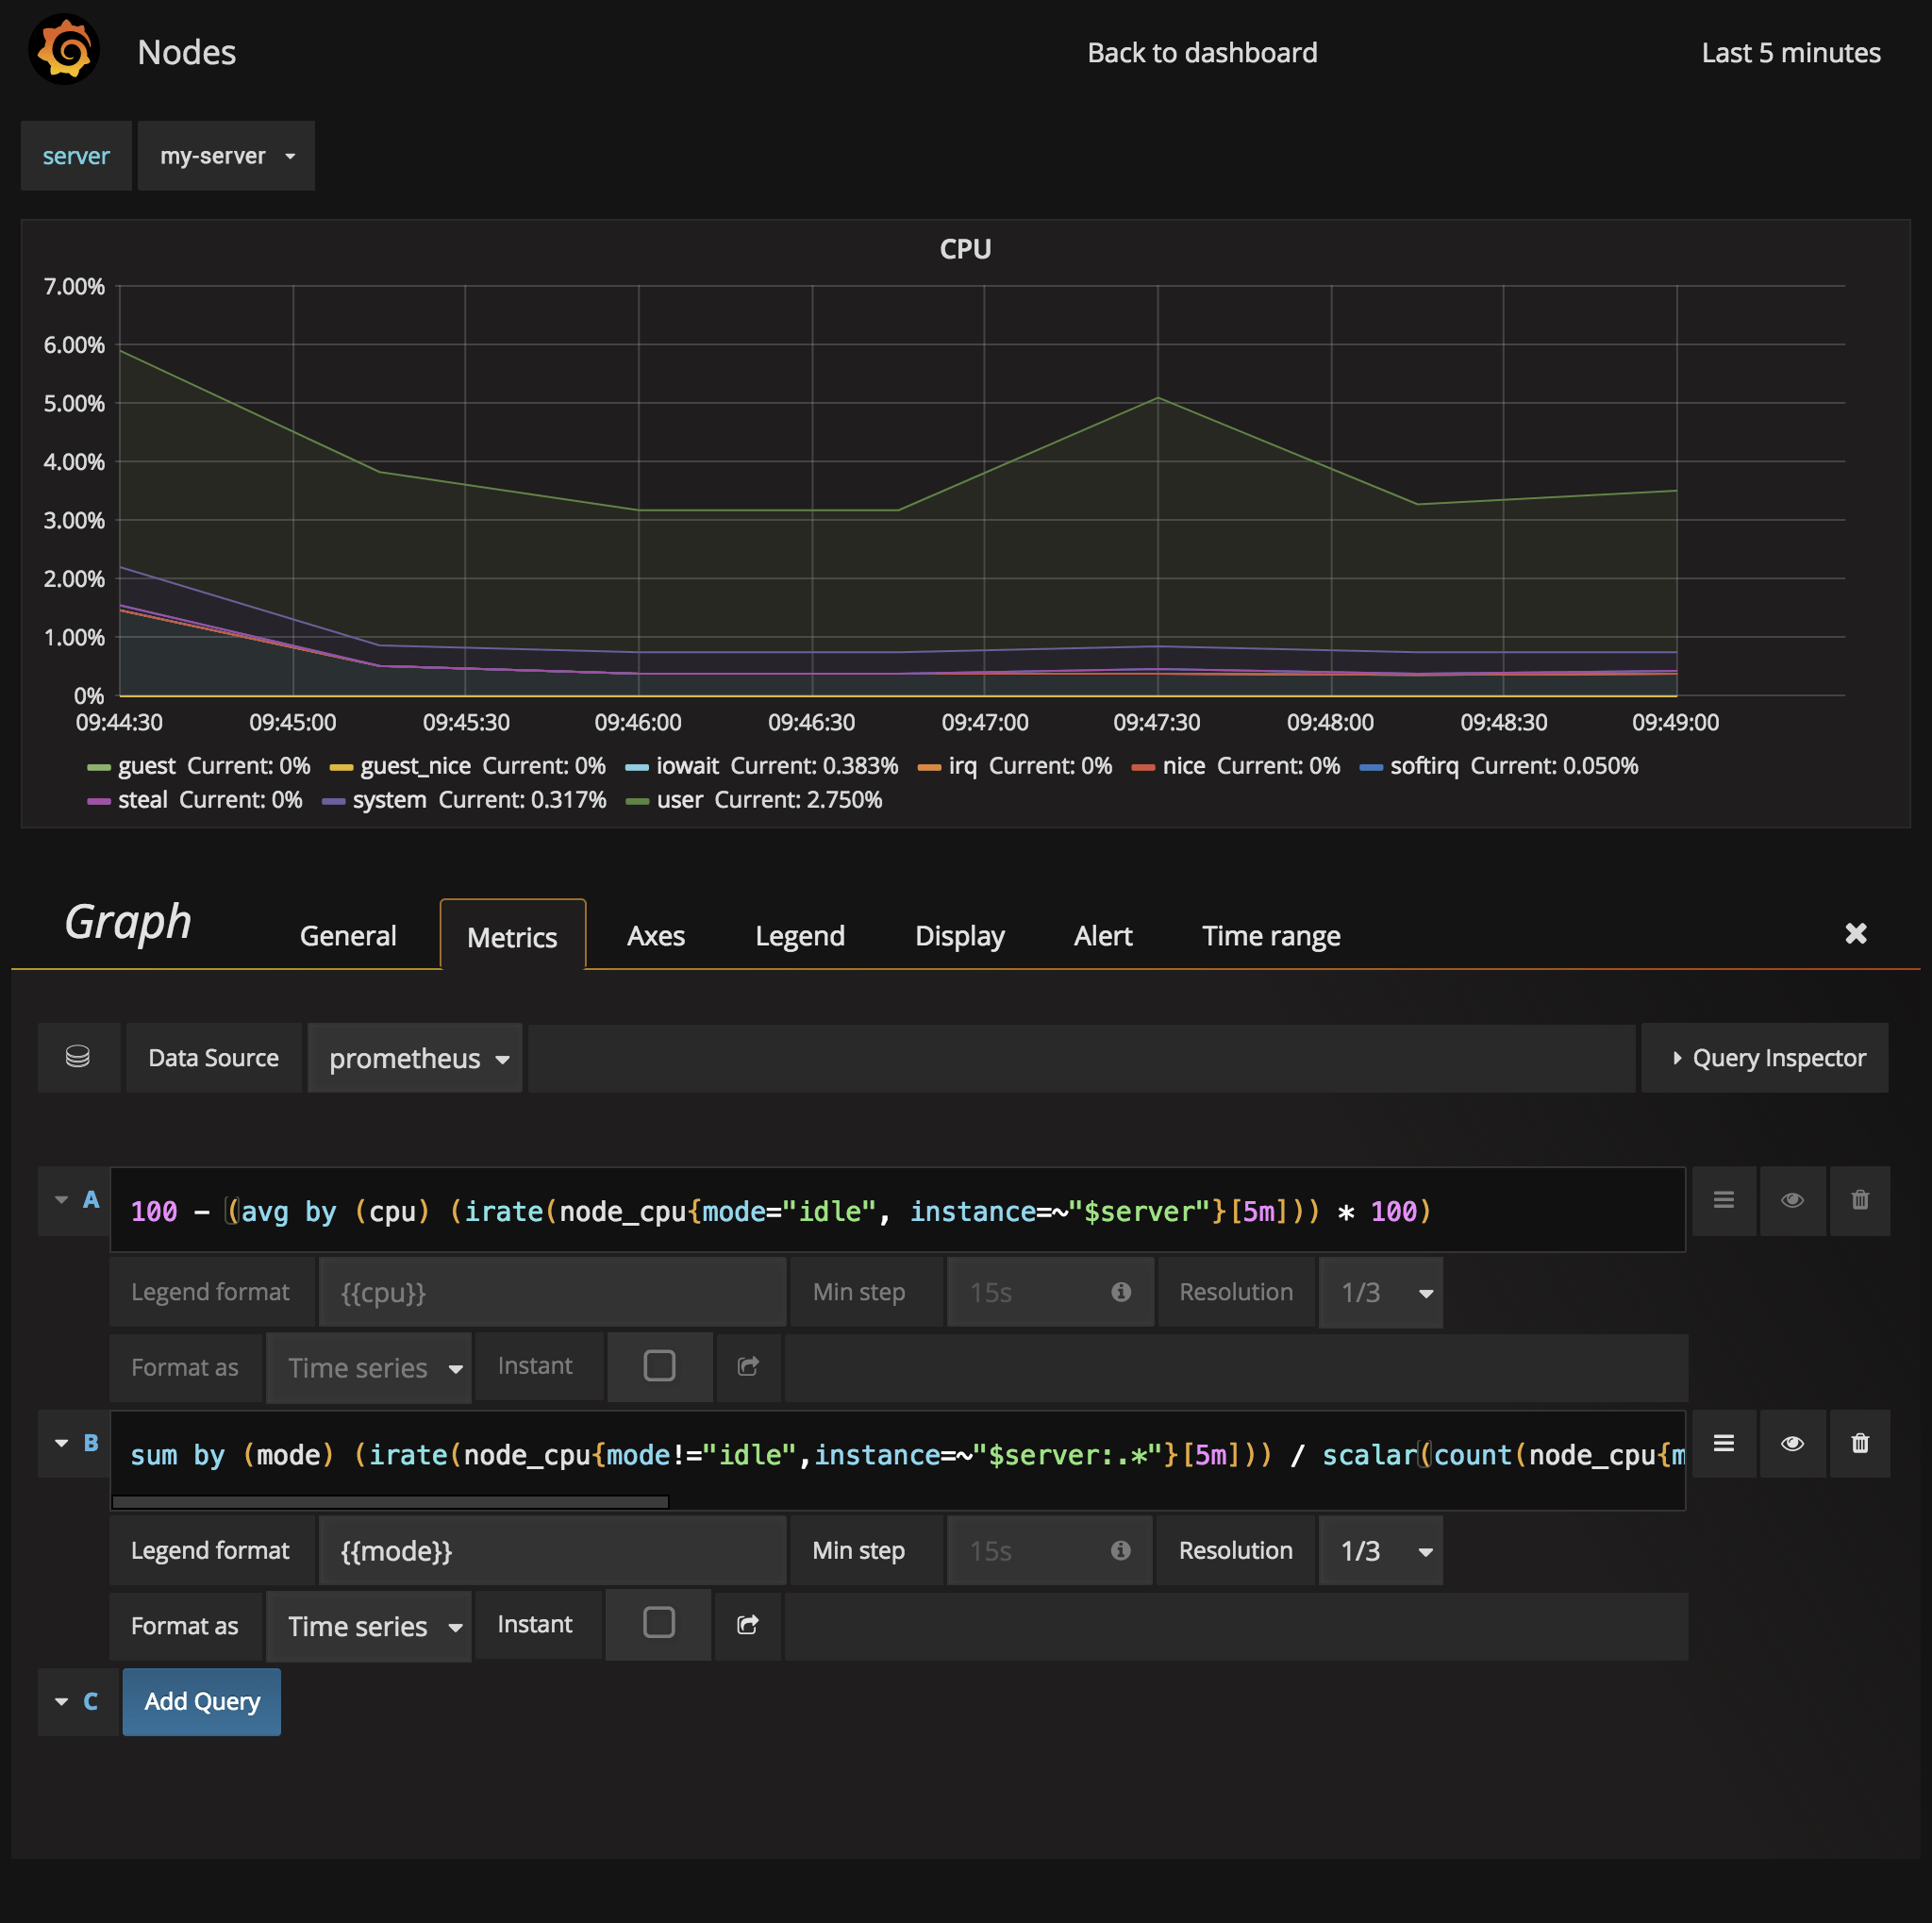 Nodes Back to dashboard Last 5 minutes
server my-server
CPU
7.00%
6.00%
5.00%
4.00%
3.00%
2.00%
1.00%
0%
09:44:30 09:45:00 09:45:30 09:46:00 09:46:30 09:47:00 09:47:30 09:48:00 09:48:30 09:49:00
guest Current: 0% guest_nice Current: 0% iowait Current: 0.383% irq Current: 0% nice Current: 0% softirq Current: 0.050%
steal Current: 0% system Current: 0.317% user Current: 2.750%
Graph General Metrics Axes Legend Display Alert Time range
Data Source prometheus Query Inspector
A 100 - (avg by (cpu) (irate(node_cpu{mode="idle", instance=~"$server"}[5m])) * 100)
Legend format {{cpu}} Min step 15s Resolution 1/3
Format as Time series Instant
B sum by (mode) (irate(node_cpu{mode!="idle",instance=~"$server:.*"}[5m])) / scalar(count(node_cpu{m
Legend format {{mode}} Min step 15s Resolution 1/3
Format as Time series Instant
C Add Query